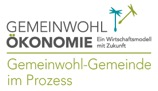 GEMEINWOHL
ÖKONOMIE
Ein Wirtschaftsmodell
mit Zukunft
Gemeinwohl-Gemeinde
im Prozess